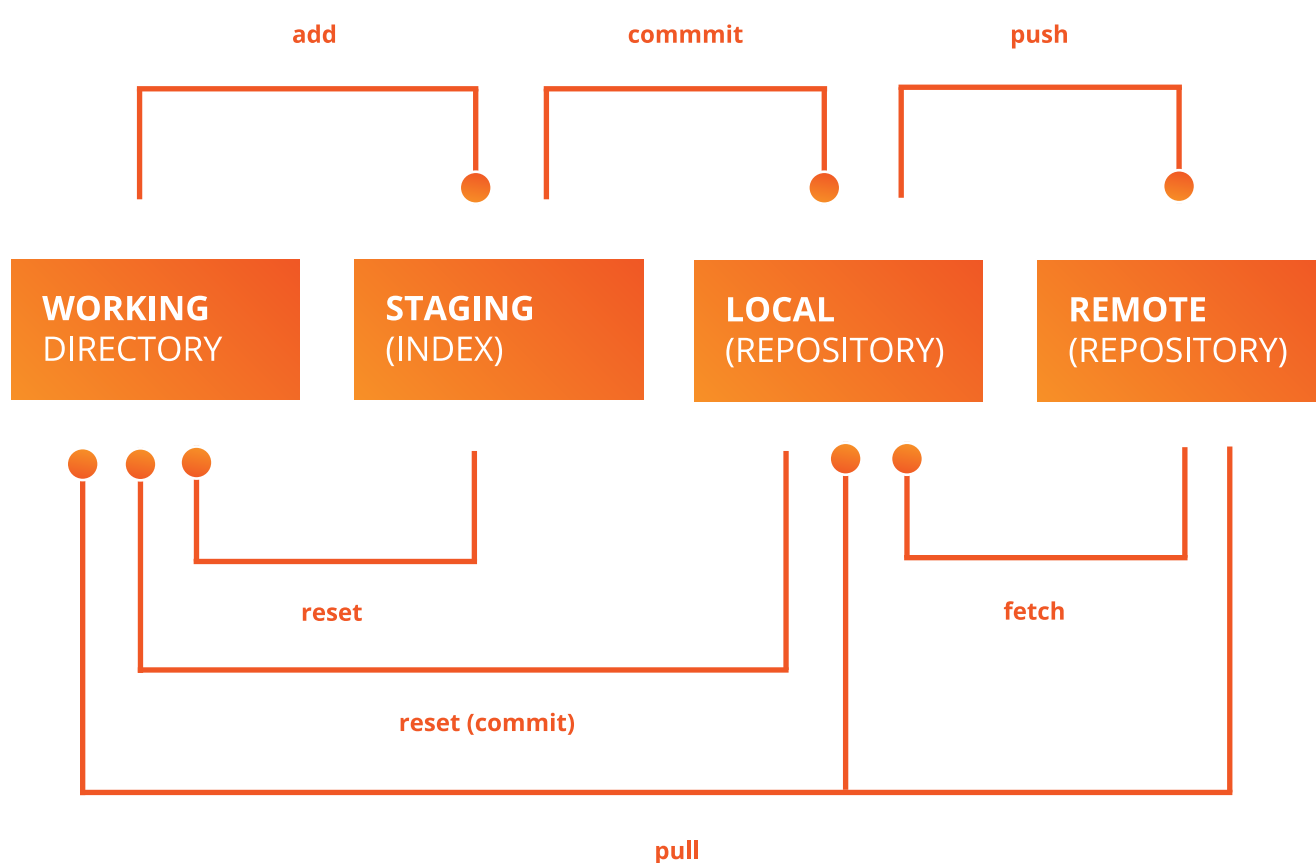 add
commmit
push
WORKING
DIRECTORY
STAGING
(INDEX)
LOCAL
(REPOSITORY)
REMOTE
(REPOSITORY)
reset
fetch
reset (commit)
pull